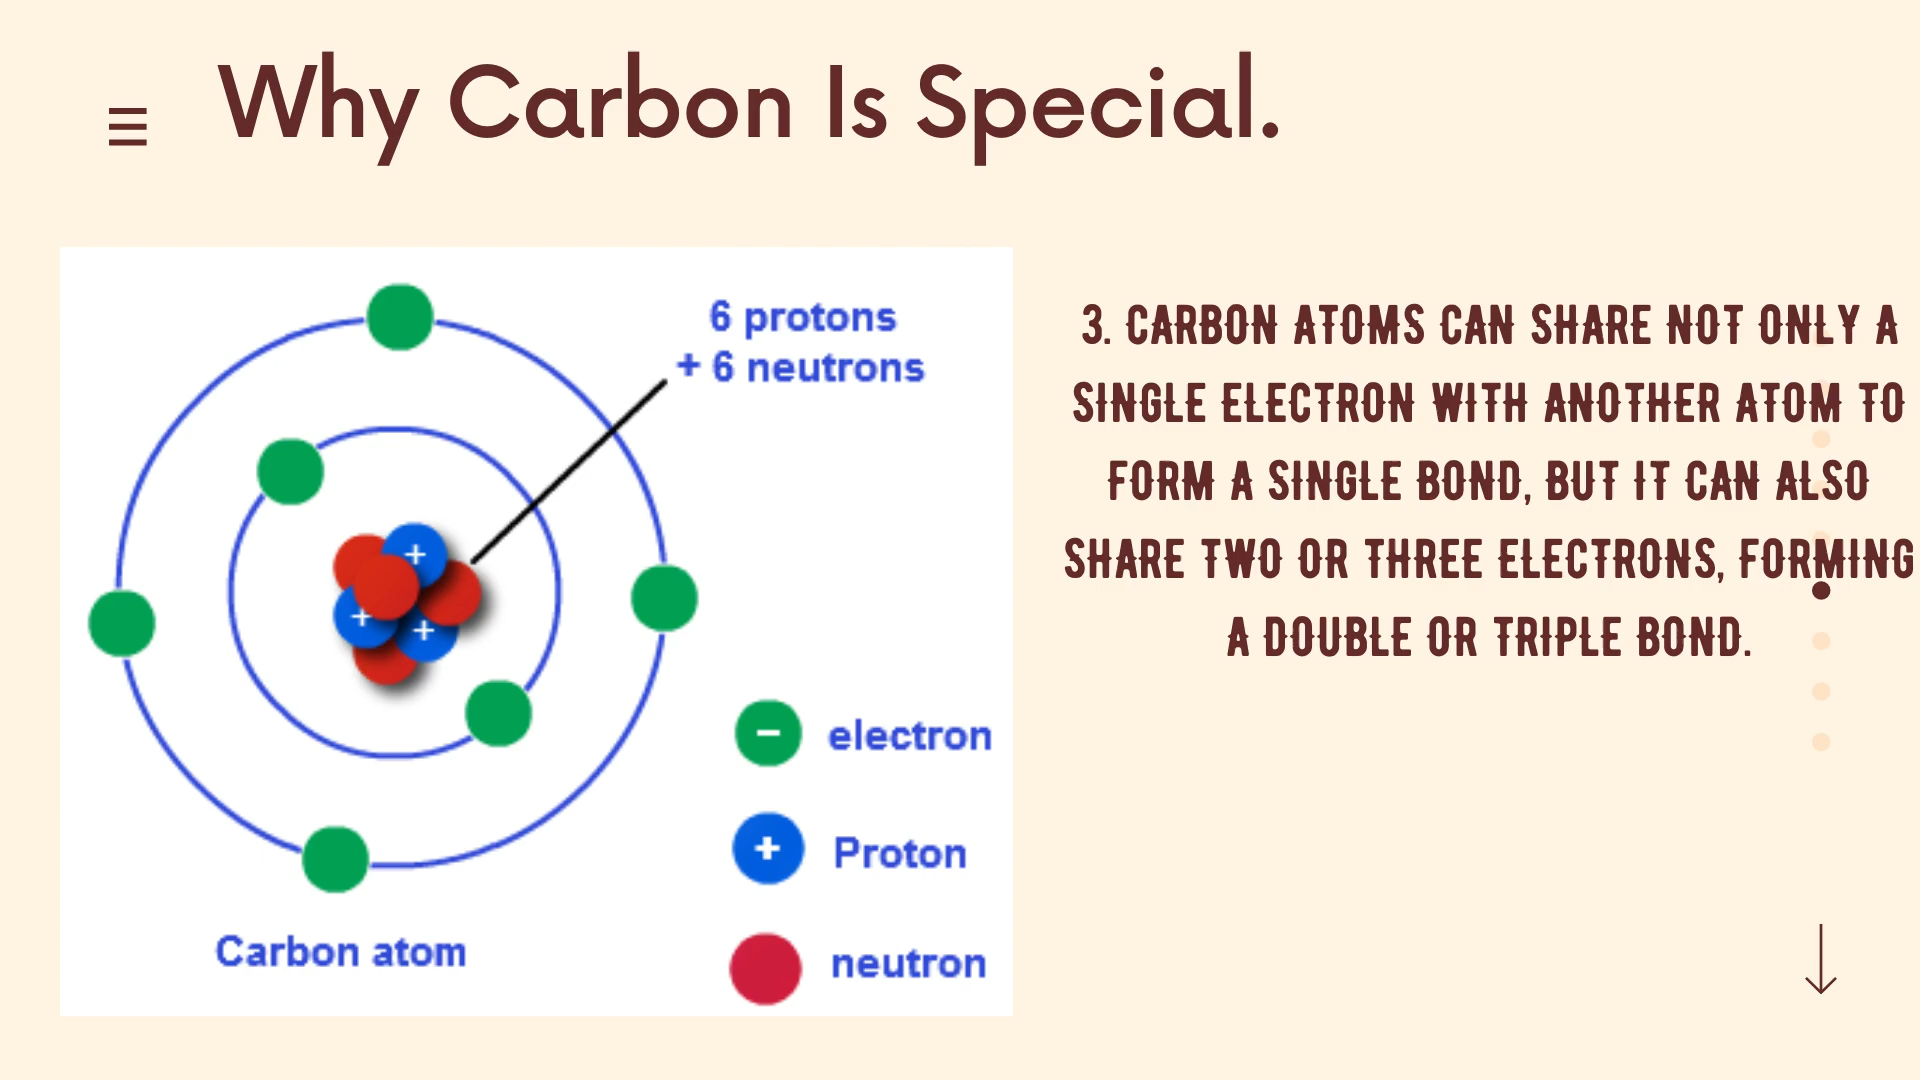 Why Carbon Is Special.
6 protons
+ 6 neutrons
+
+
+
− electron
+ Proton
neutron
Carbon atom
3. CARBON ATOMS CAN SHARE NOT ONLY A
SINGLE ELECTRON WITH ANOTHER ATOM TO
FORM A SINGLE BOND, BUT IT CAN ALSO
SHARE TWO OR THREE ELECTRONS, FORMING
A DOUBLE OR TRIPLE BOND.